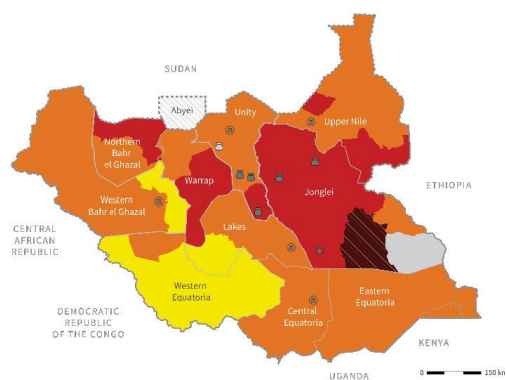 SUDAN
Abyei
Unity
Upper Nile
Northern
Bahr
el Ghazal
Warrap
Jonglei
ETHIOPIA
Western
Bahr el Ghazal
Lakes
CENTRAL
AFRICAN
REPUBLIC
Western
Equatoria
Eastern
Equatoria
Central
Equatoria
DEMOCRATIC
REPUBLIC
OF THE CONGO
KENYA
UGANDA
0 150 km